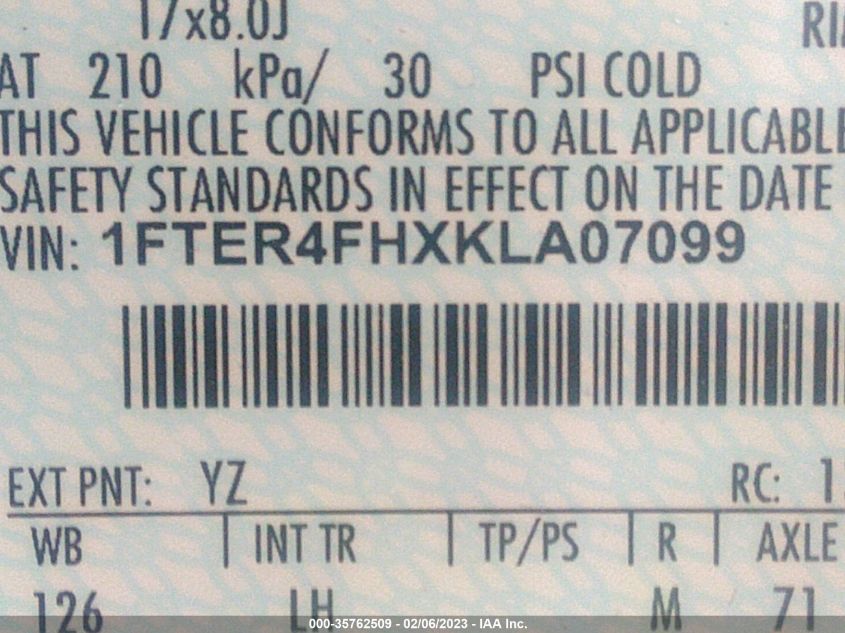 17x8.0J
AT 210 kPa/ 30 PSI COLD
THIS VEHICLE CONFORMS TO ALL APPLICABLE
SAFETY STANDARDS IN EFFECT ON THE DATE
VIN: 1FTER4FHXKLA07099
EXT PNT: YZ RC:
WB INT TR TP/PS R AXLE
126 LH M 71
000-35762509 - 02/06/2023 - IAA Inc.